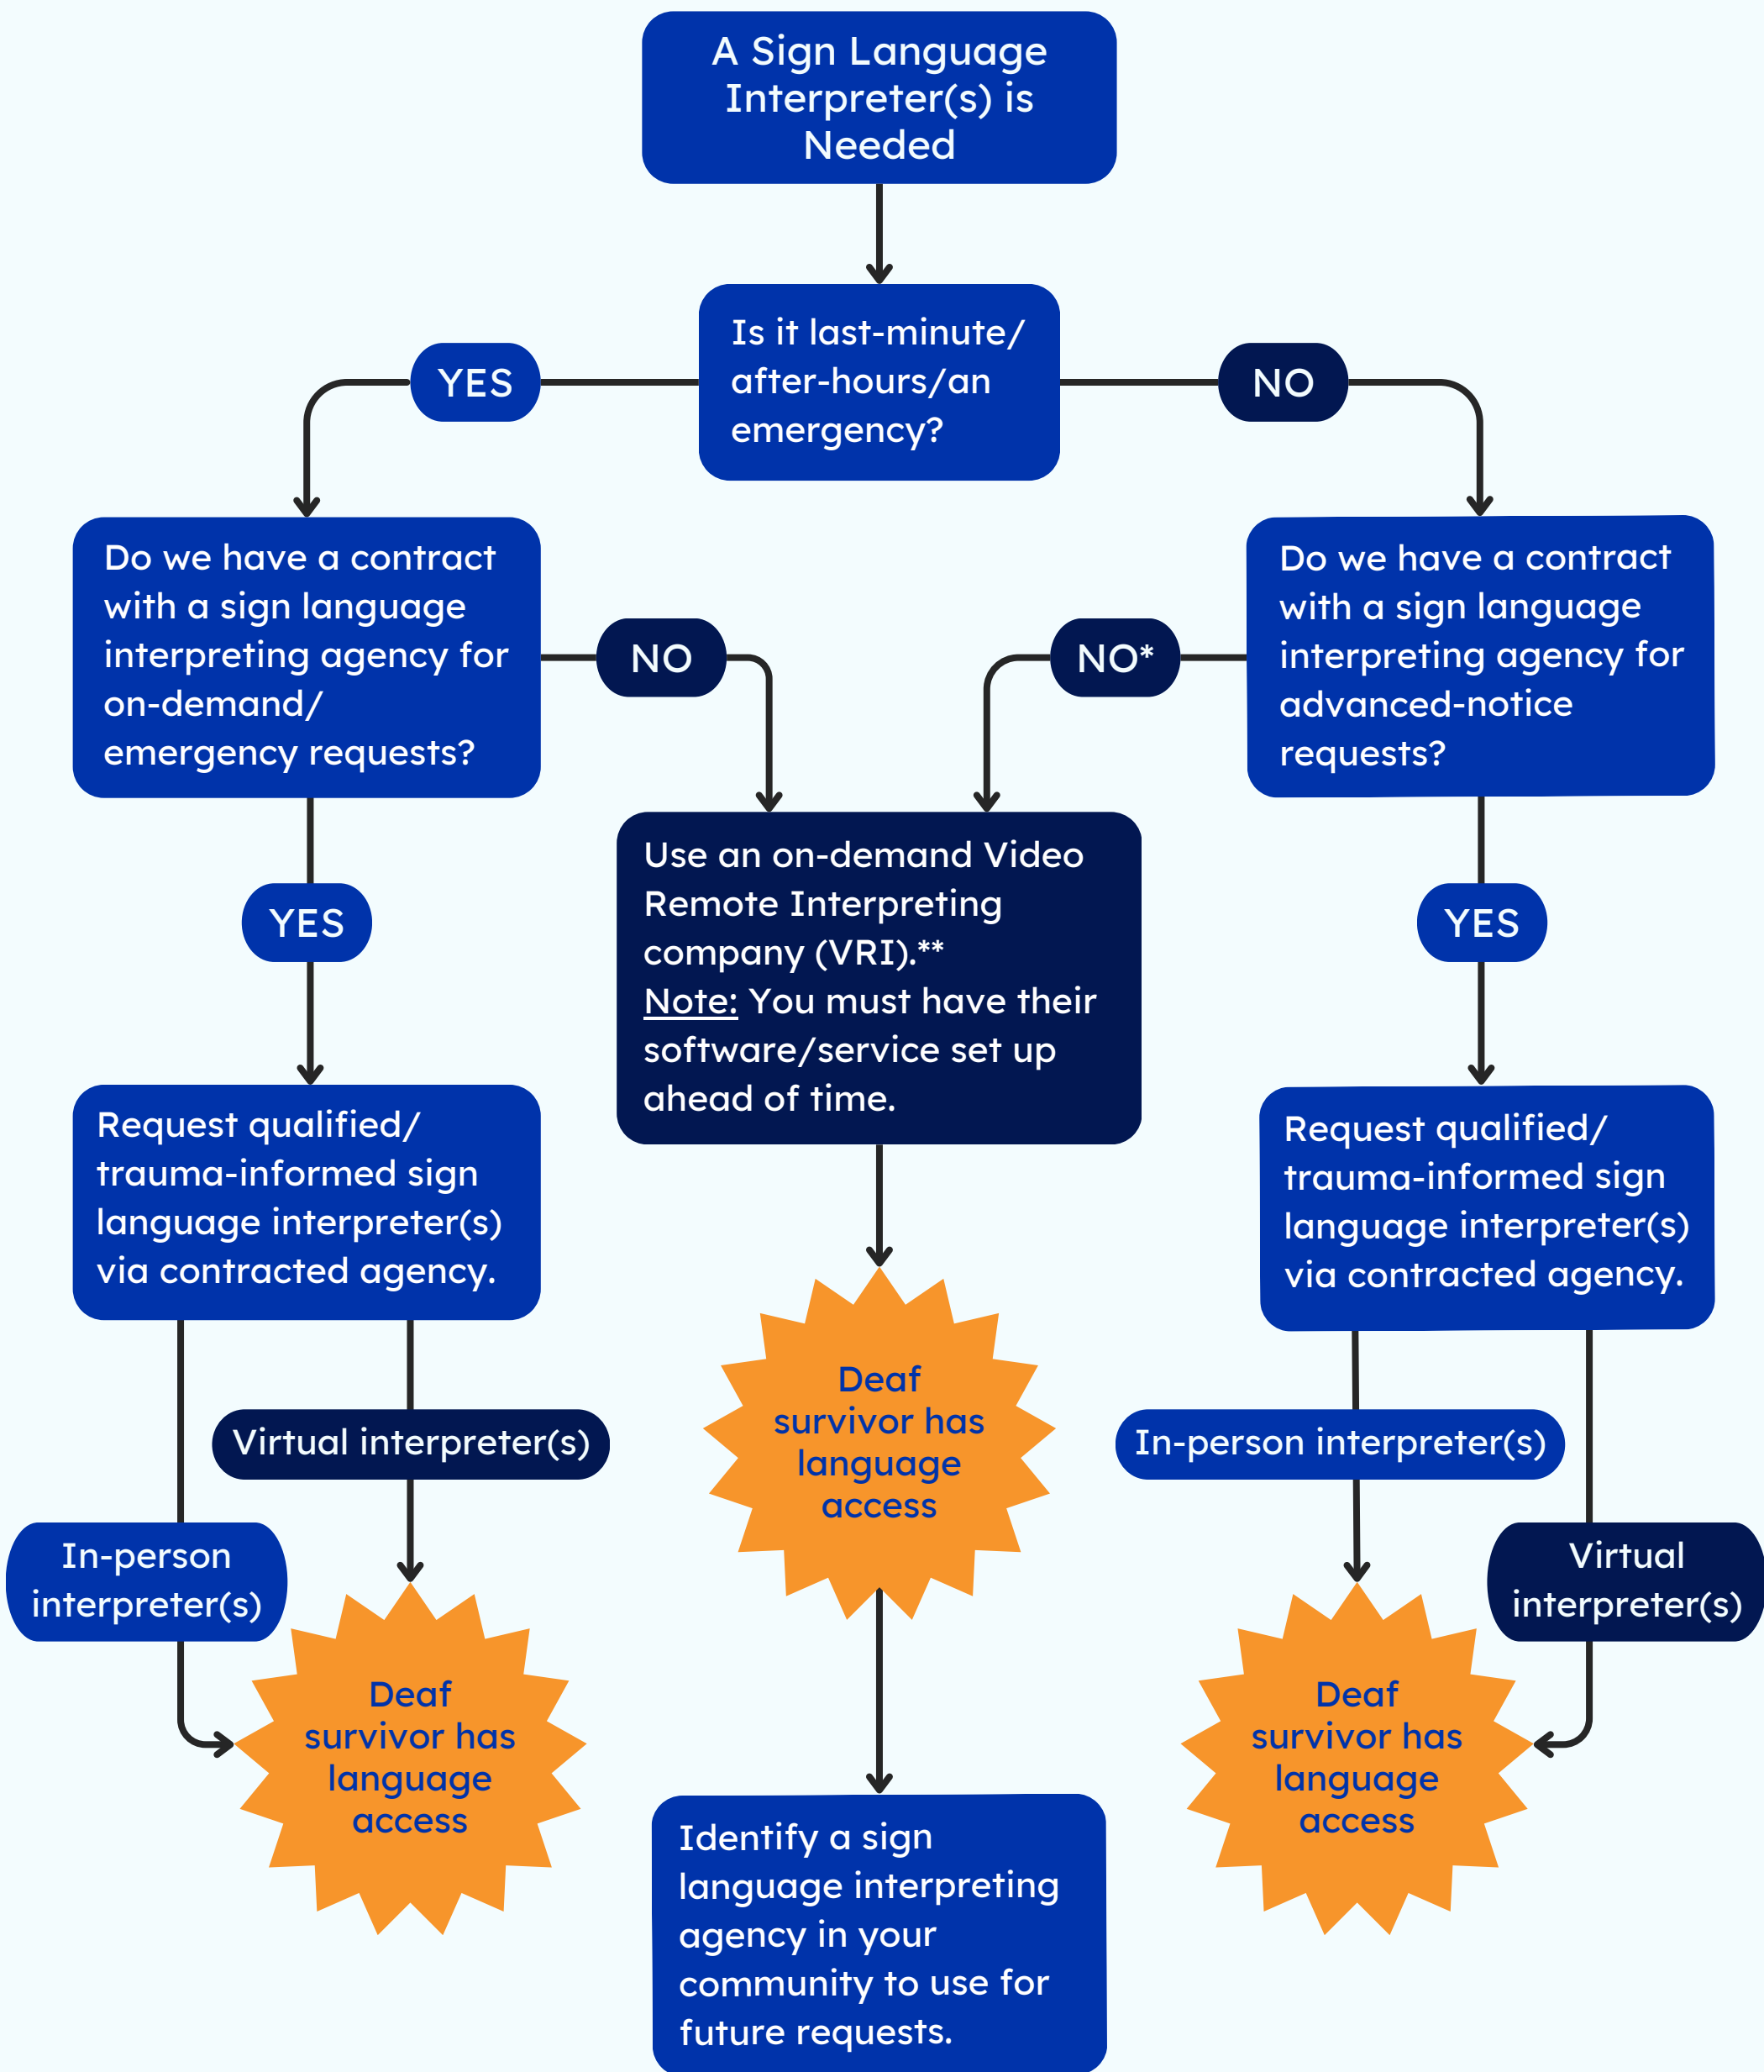 A Sign Language
Interpreter(s) is
Needed
Is it last-minute/
after-hours/an
emergency?
YES
NO
Do we have a contract
with a sign language
interpreting agency for
on-demand/
emergency requests?
NO
NO*
Do we have a contract
with a sign language
interpreting agency for
advanced-notice
requests?
Use an on-demand Video
Remote Interpreting
company (VRI).**
Note: You must have their
software/service set up
ahead of time.
YES
YES
Request qualified/
trauma-informed sign
language interpreter(s)
via contracted agency.
Request qualified/
trauma-informed sign
language interpreter(s)
via contracted agency.
Deaf
survivor has
language
access
Virtual interpreter(s)
In-person interpreter(s)
In-person
interpreter(s)
Virtual
interpreter(s)
Deaf
survivor has
language
access
Deaf
survivor has
language
access
Identify a sign
language interpreting
agency in your
community to use for
future requests.